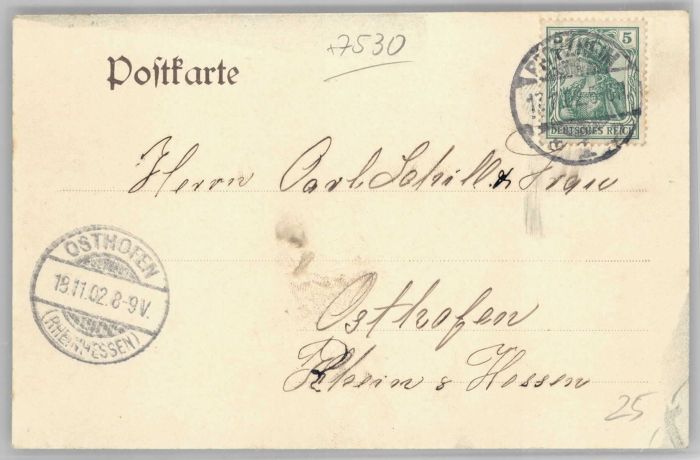 7530
Postkarte
5
DEUTSCHES REICH
Herrn Carl Schill & Frau
OSTHOFEN
18.11.02.8-9V.
(RHEINHESSEN)
Osthofen
Rhein s Hessen
25